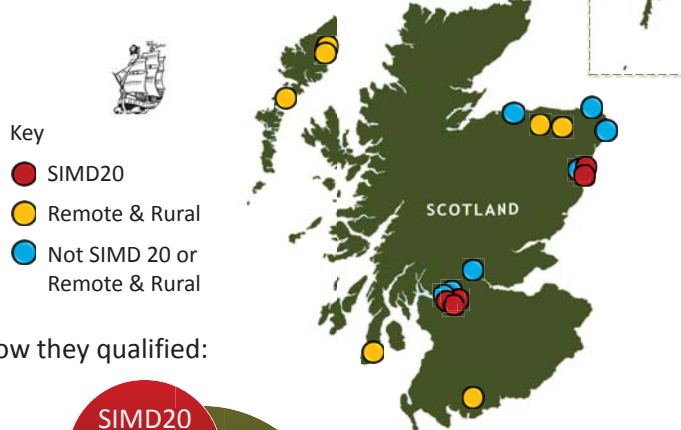 Key
SIMD20
Remote & Rural
Not SIMD 20 or
Remote & Rural
SCOTLAND
ow they qualified:
SIMD20